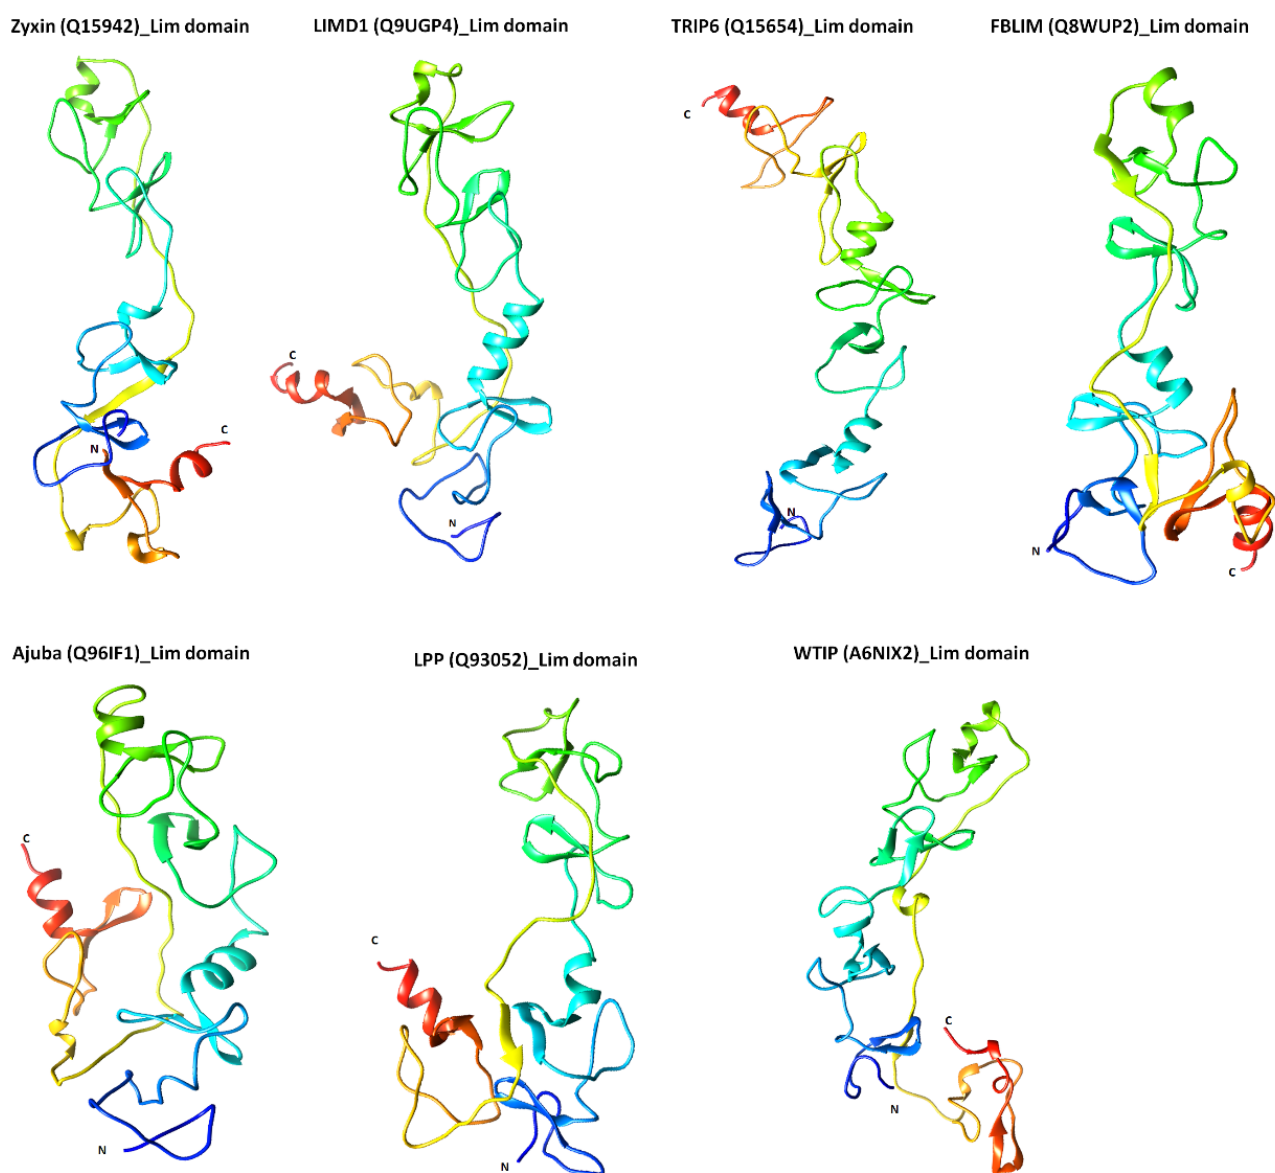 Zyxin (Q15942)_Lim domain
LIMD1 (Q9UGP4)_Lim domain
TRIP6 (Q15654)_Lim domain
FBLIM (Q8WUP2)_Lim domain
C
C
C
N
N
N
N
C
Ajuba (Q96IF1)_Lim domain
LPP (Q93052)_Lim domain
WTIP (A6NIX2)_Lim domain
C
C
C
N
N
N